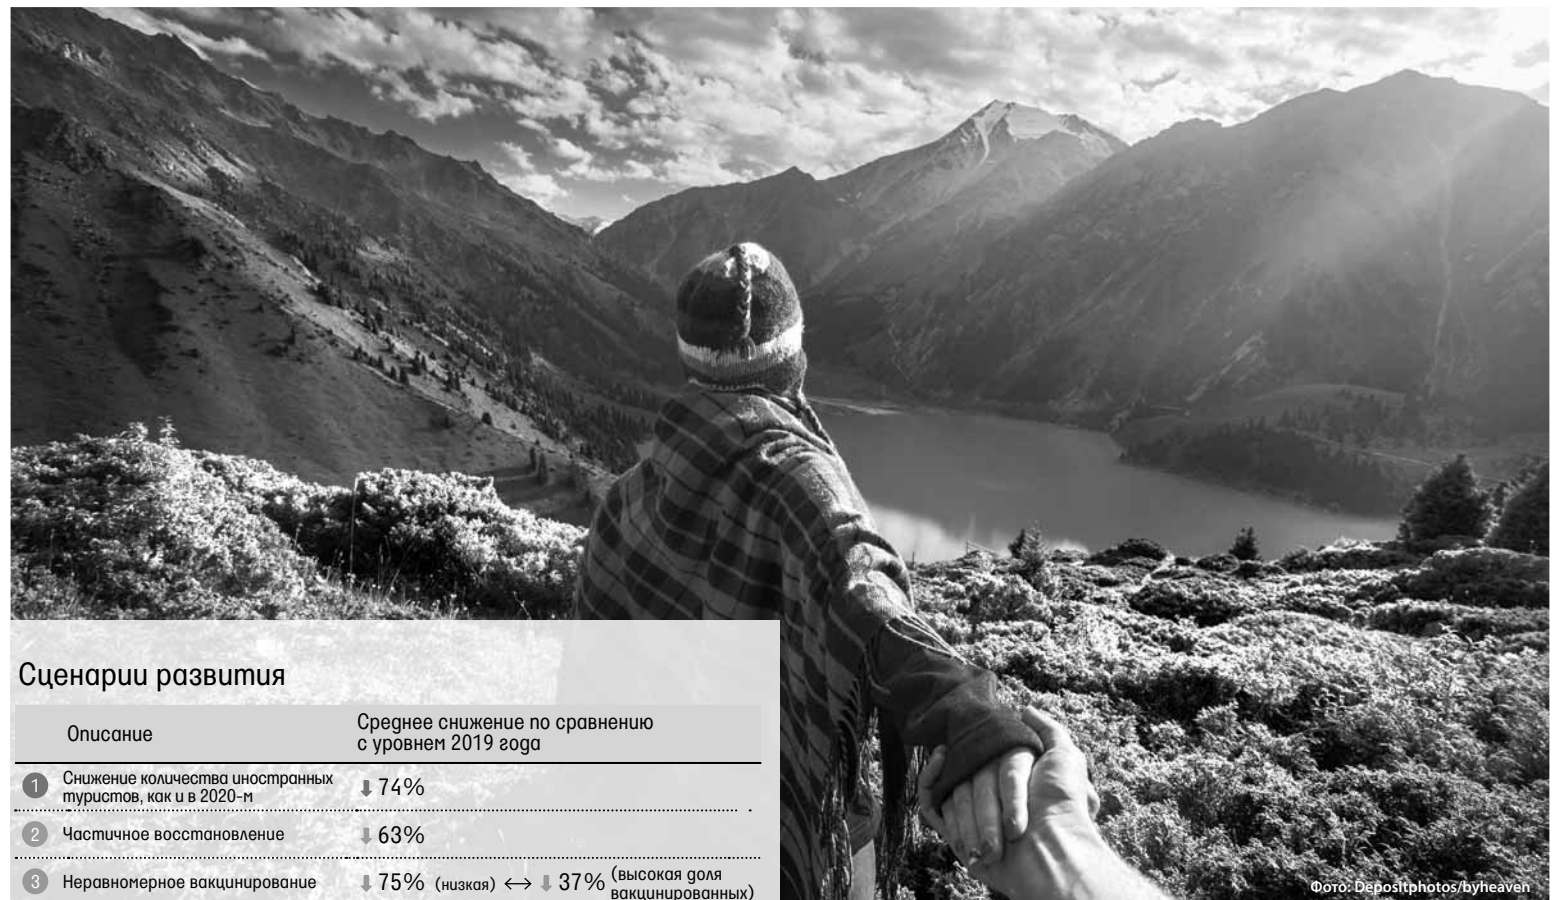 Сценарии развития
Описание
Среднее снижение по сравнению
с уровнем 2019 года
1 Снижение количества иностранных
туристов, как и в 2020-м
74%
2 Частичное восстановление 63%
3 Неравномерное вакцинирование 75% (низкая) ↔ 37% (высокая доля
вакцинированных)
Фото: Depositphotos/byheaven